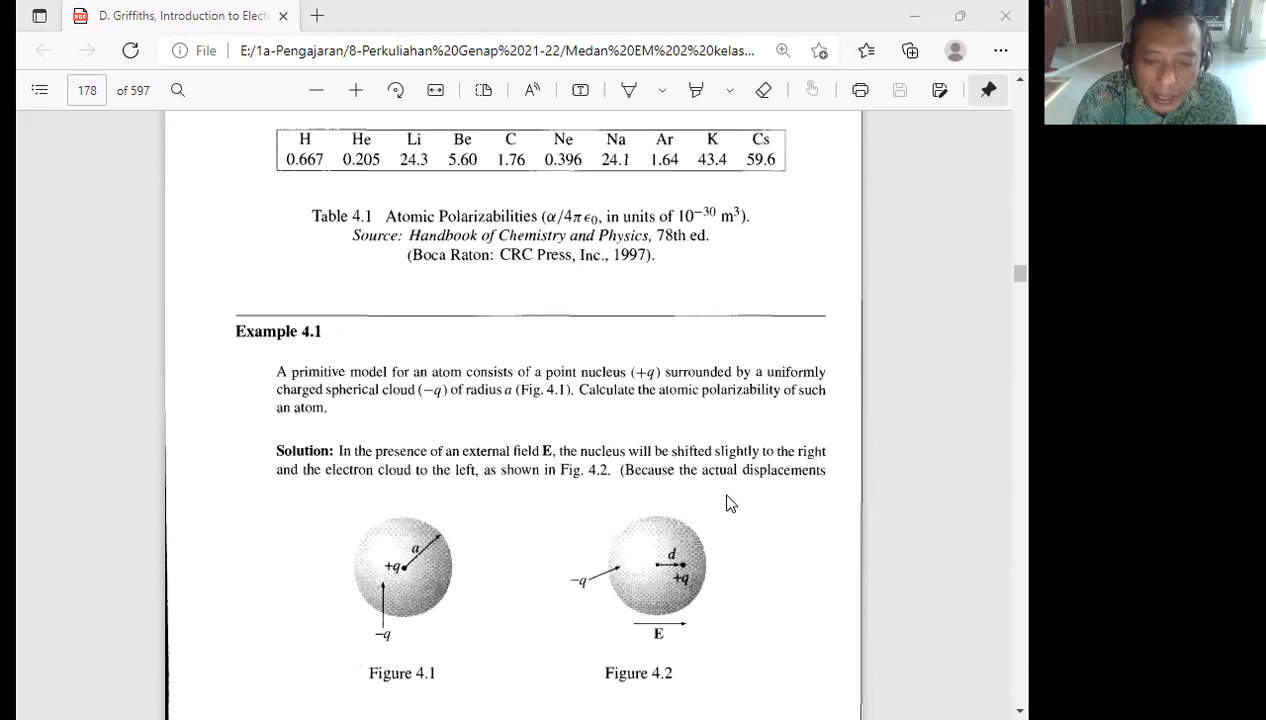 D. Griffiths, Introduction to Elect
File
E:/1a-Pengajaran/8-Perkuliahan%20Genap%2021-22/Medan%20EM%202%20kelas...
178 of 597
H He Li Be C Ne Na Ar K Cs
0.667 0.205 24.3 5.60 1.76 0.396 24.1 1.64 43.4 59.6
Table 4.1 Atomic Polarizabilities (α/4πϵ₀, in units of 10⁻³⁰ m³).
Source: Handbook of Chemistry and Physics, 78th ed.
(Boca Raton: CRC Press, Inc., 1997).
Example 4.1
A primitive model for an atom consists of a point nucleus (+q) surrounded by a uniformly
charged spherical cloud (−q) of radius a (Fig. 4.1). Calculate the atomic polarizability of such
an atom.
Solution: In the presence of an external field E, the nucleus will be shifted slightly to the right
and the electron cloud to the left, as shown in Fig. 4.2. (Because the actual displacements
a
+q
−q
d
+q
−q
E
Figure 4.1
Figure 4.2